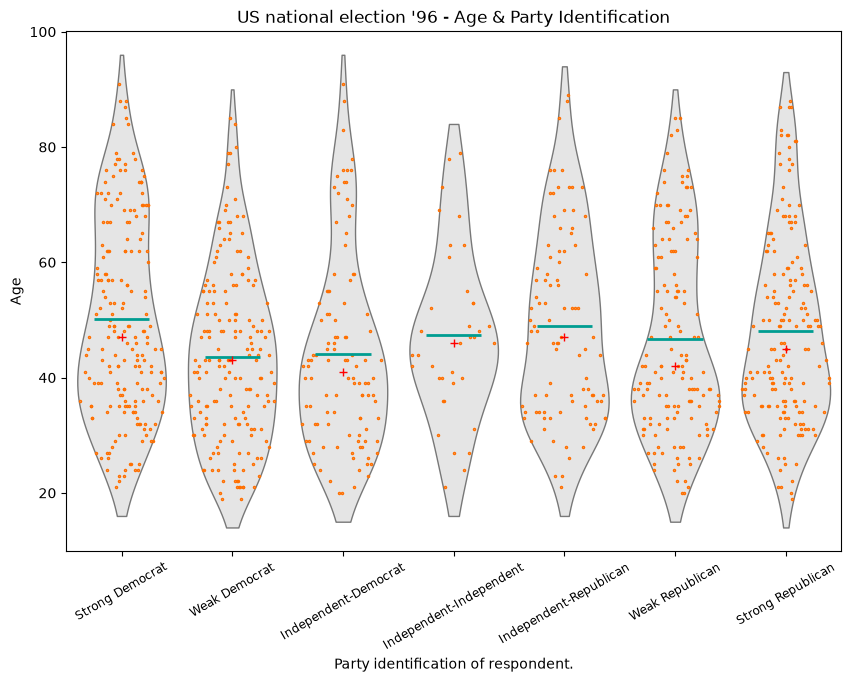 US national election '96 - Age & Party Identification
Age
100
80
60
40
20
Strong Democrat
Weak Democrat
Independent-Democrat
Independent-Independent
Independent-Republican
Weak Republican
Strong Republican
Party identification of respondent.